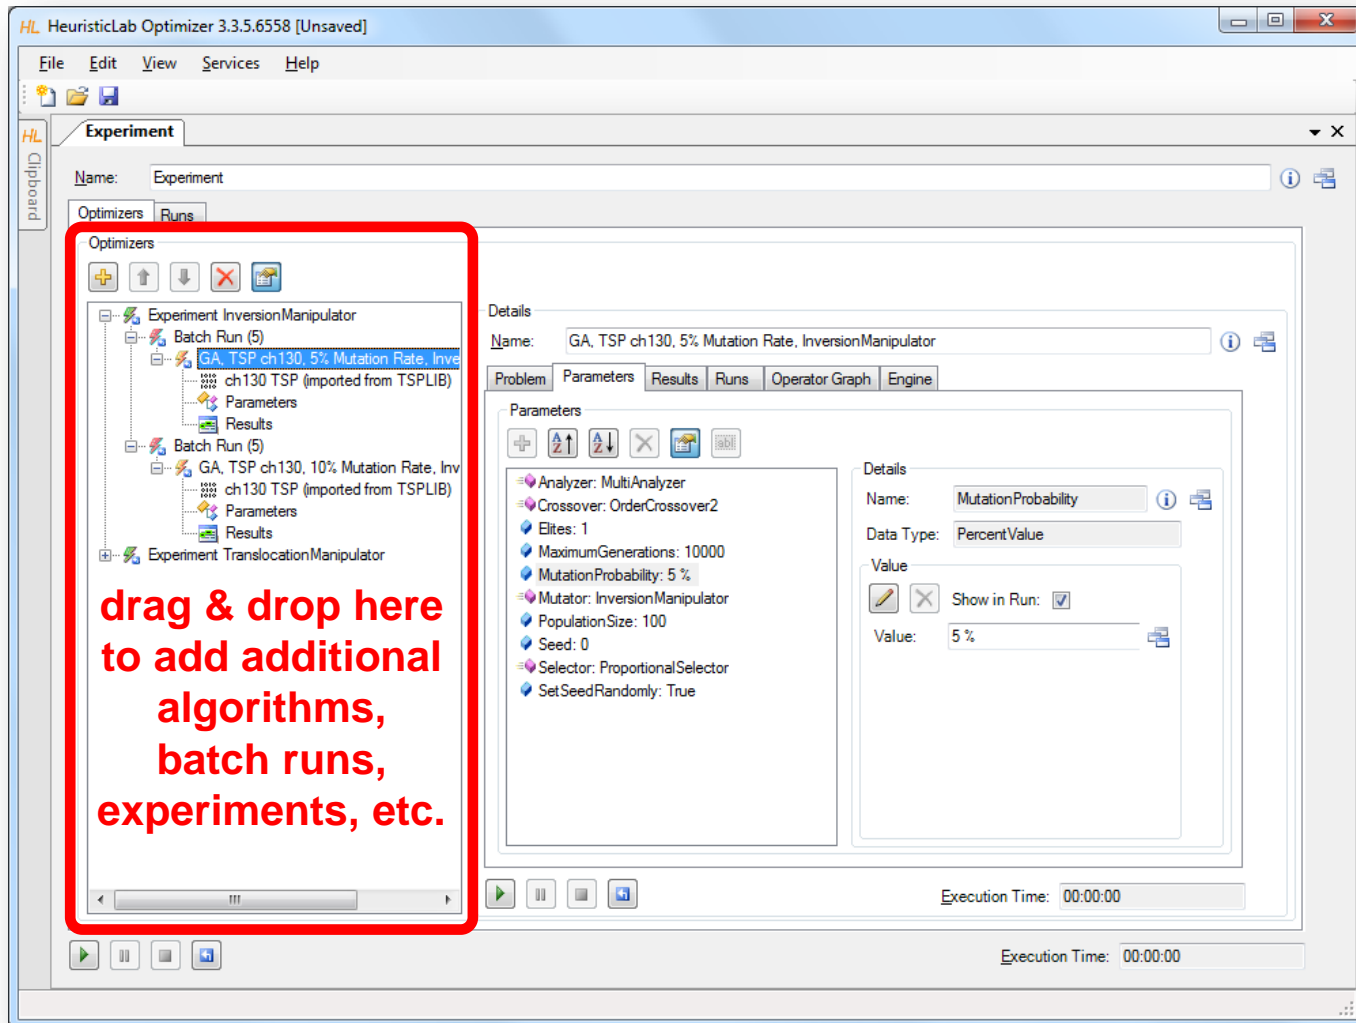 HL HeuristicLab Optimizer 3.3.5.6558 [Unsaved]
File Edit View Services Help
HL Clipboard
Experiment
Name: Experiment
Optimizers Runs
Optimizers
Experiment InversionManipulator
Batch Run (5)
GA, TSP ch130, 5% Mutation Rate, Inve
ch130 TSP (imported from TSPLIB)
Parameters
Results
Batch Run (5)
GA, TSP ch130, 10% Mutation Rate, Inv
ch130 TSP (imported from TSPLIB)
Parameters
Results
Experiment TranslocationManipulator
drag & drop here
to add additional
algorithms,
batch runs,
experiments, etc.
Details
Name: GA, TSP ch130, 5% Mutation Rate, InversionManipulator
Problem Parameters Results Runs Operator Graph Engine
Parameters
Analyzer: MultiAnalyzer
Crossover: OrderCrossover2
Elites: 1
MaximumGenerations: 10000
MutationProbability: 5 %
Mutator: InversionManipulator
PopulationSize: 100
Seed: 0
Selector: ProportionalSelector
SetSeedRandomly: True
Details
Name: MutationProbability
Data Type: PercentValue
Value
Show in Run:
Value: 5 %
Execution Time: 00:00:00
Execution Time: 00:00:00